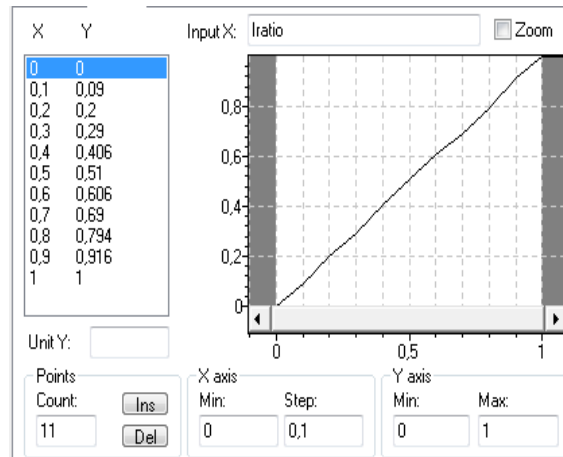 X Y Input X: Iratio Zoom
0 0
0,1 0,09
0,2 0,2
0,3 0,29
0,4 0,406
0,5 0,51
0,6 0,606
0,7 0,69
0,8 0,794
0,9 0,916
1 1
0,8
0,6
0,4
0,2
0
0 0,5 1
Unit Y:
Points X axis Y axis
Count: Ins Min: Step: Min: Max:
11 Del 0 0,1 0 1